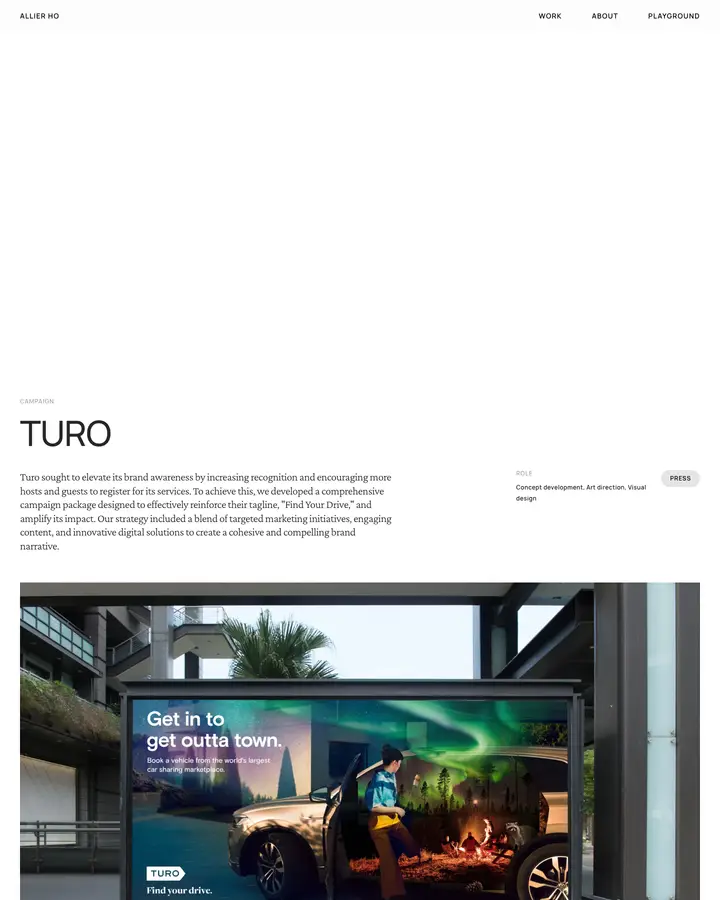 ALLIER HO
WORK
ABOUT
PLAYGROUND
CAMPAIGN
TURO
Turo sought to elevate its brand awareness by increasing recognition and encouraging more
hosts and guests to register for its services. To achieve this, we developed a comprehensive
campaign package designed to effectively reinforce their tagline, "Find Your Drive," and
amplify its impact. Our strategy included a blend of targeted marketing initiatives, engaging
content, and innovative digital solutions to create a cohesive and compelling brand
narrative.
ROLE
Concept development, Art direction, Visual
design
PRESS
Get in to
get outta town.
Book a vehicle from the world's largest
car sharing marketplace.
TURO
Find your drive.